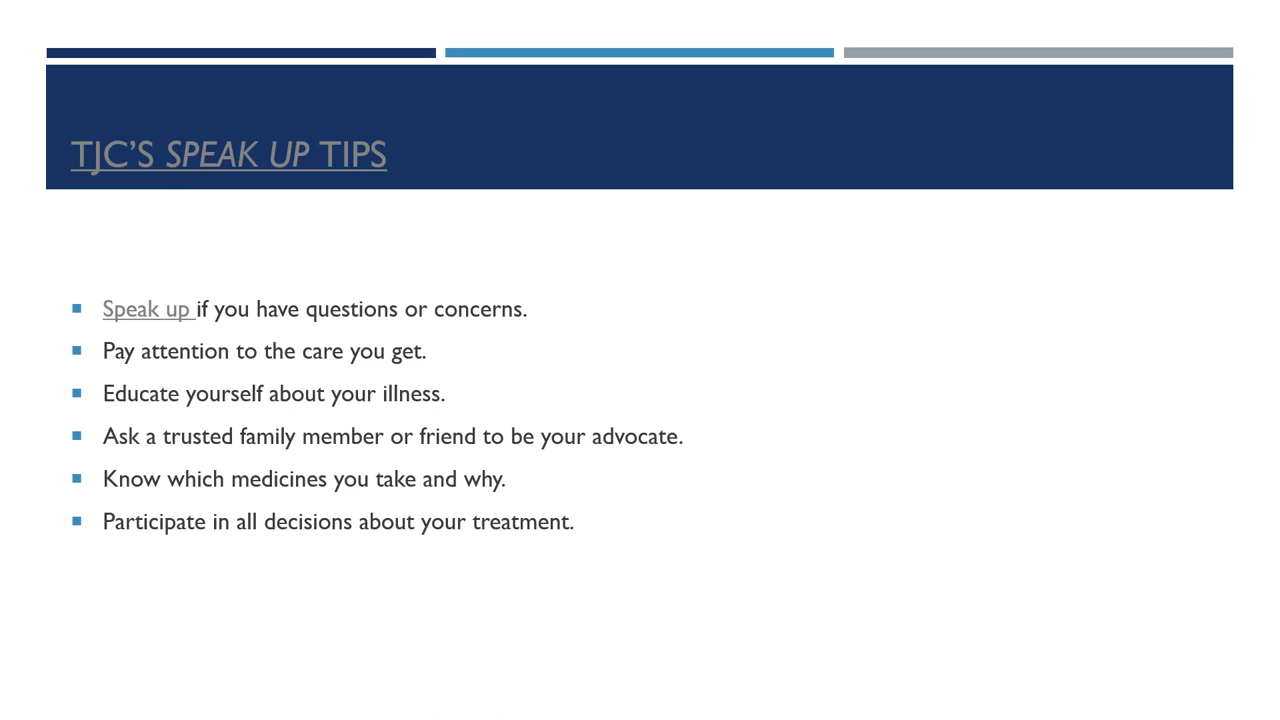 TJC’S SPEAK UP TIPS
Speak up if you have questions or concerns.
Pay attention to the care you get.
Educate yourself about your illness.
Ask a trusted family member or friend to be your advocate.
Know which medicines you take and why.
Participate in all decisions about your treatment.